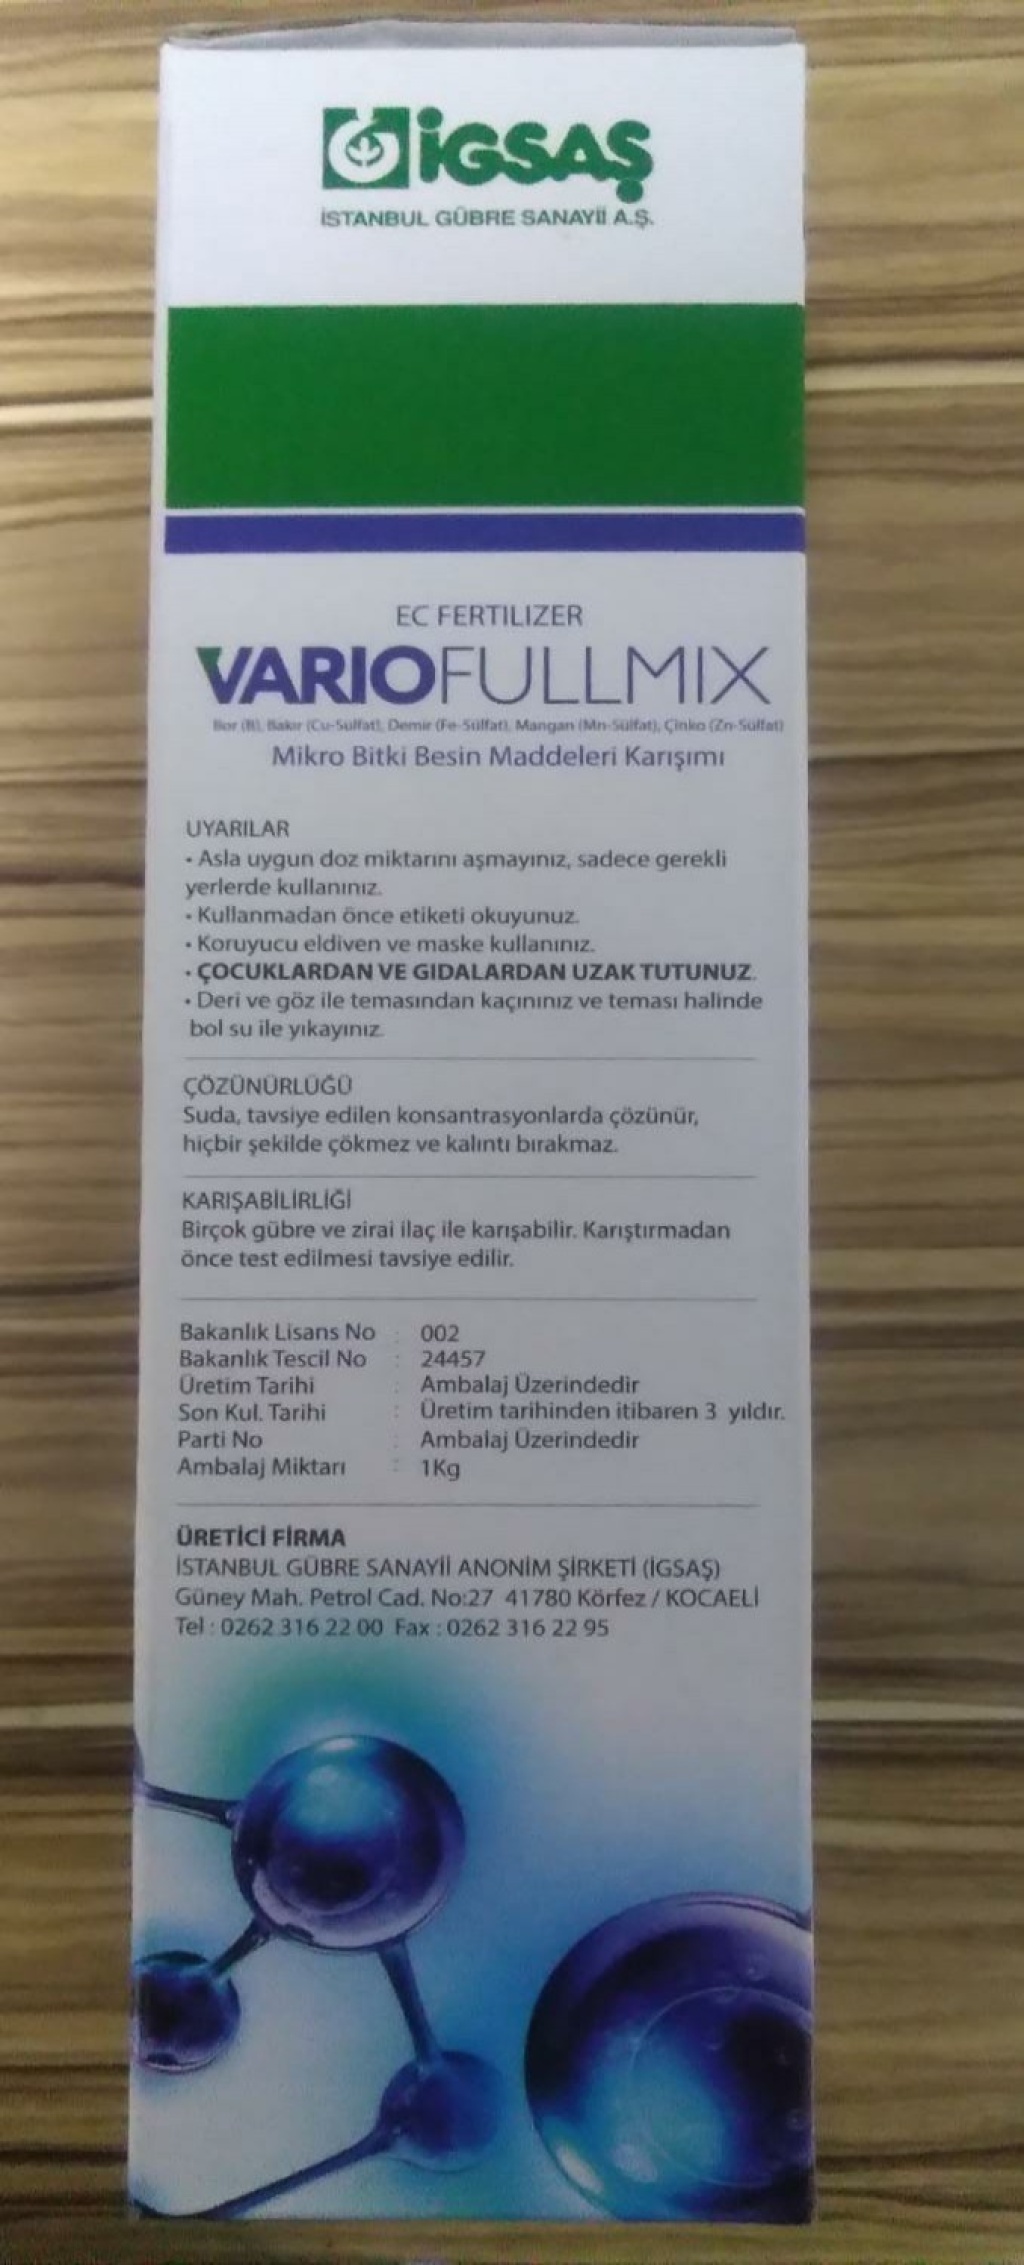 İGSAŞ
İSTANBUL GÜBRE SANAYİİ A.Ş.
EC FERTILIZER
VARIOFULLMIX
Bor (B), Bakır (Cu-Sülfat), Demir (Fe-Sülfat), Mangan (Mn-Sülfat), Çinko (Zn-Sülfat)
Mikro Bitki Besin Maddeleri Karışımı
UYARILAR
• Asla uygun doz miktarını aşmayınız, sadece gerekli
yerlerde kullanınız.
• Kullanmadan önce etiketi okuyunuz.
• Koruyucu eldiven ve maske kullanınız.
• ÇOCUKLARDAN VE GIDALARDAN UZAK TUTUNUZ.
• Deri ve göz ile temasından kaçınınız ve teması halinde
bol su ile yıkayınız.
ÇÖZÜNÜRLÜĞÜ
Suda, tavsiye edilen konsantrasyonlarda çözünür,
hiçbir şekilde çökmez ve kalıntı bırakmaz.
KARIŞABİLİRLİĞİ
Birçok gübre ve zirai ilaç ile karışabilir. Karıştırmadan
önce test edilmesi tavsiye edilir.
Bakanlık Lisans No : 002
Bakanlık Tescil No : 24457
Üretim Tarihi : Ambalaj Üzerindedir
Son Kul. Tarihi : Üretim tarihinden itibaren 3 yıldır.
Parti No : Ambalaj Üzerindedir
Ambalaj Miktarı : 1Kg
ÜRETİCİ FİRMA
İSTANBUL GÜBRE SANAYİİ ANONİM ŞİRKETİ (İGSAŞ)
Güney Mah. Petrol Cad. No:27 41780 Körfez / KOCAELİ
Tel : 0262 316 22 00 Fax : 0262 316 22 95